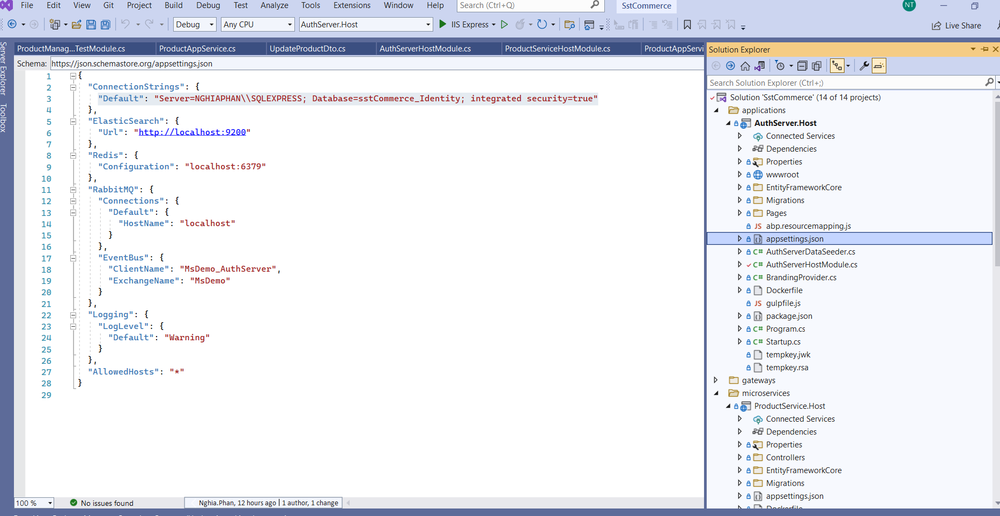 File Edit View Git Project Build Debug Test Analyze Tools Extensions Window Help Search (Ctrl+Q) SstCommerce NT
Debug Any CPU AuthServer.Host IIS Express Live Share
Server Explorer
Toolbox
ProductManag...TestModule.cs ProductAppService.cs UpdateProductDto.cs AuthServerHostModule.cs ProductServiceHostModule.cs ProductAppServi
Schema: https://json.schemastore.org/appsettings.json
1 {
2 "ConnectionStrings": {
3 "Default": "Server=NGHIAPHAN\\SQLEXPRESS; Database=sstCommerce_Identity; integrated security=true"
4 },
5 "ElasticSearch": {
6 "Url": "http://localhost:9200"
7 },
8 "Redis": {
9 "Configuration": "localhost:6379"
10 },
11 "RabbitMQ": {
12 "Connections": {
13 "Default": {
14 "HostName": "localhost"
15 }
16 },
17 "EventBus": {
18 "ClientName": "MsDemo_AuthServer",
19 "ExchangeName": "MsDemo"
20 }
21 },
22 "Logging": {
23 "LogLevel": {
24 "Default": "Warning"
25 }
26 },
27 "AllowedHosts": "*"
28 }
29
100 % No issues found Nghia.Phan, 12 hours ago | 1 author, 1 change
Solution Explorer
Search Solution Explorer (Ctrl+;)
Solution 'SstCommerce' (14 of 14 projects)
applications
AuthServer.Host
Connected Services
Dependencies
Properties
wwwroot
EntityFrameworkCore
Migrations
Pages
JS abp.resourcemapping.js
appsettings.json
C# AuthServerDataSeeder.cs
C# AuthServerHostModule.cs
C# BrandingProvider.cs
Dockerfile
JS gulpfile.js
package.json
C# Program.cs
C# Startup.cs
tempkey.jwk
tempkey.rsa
gateways
microservices
ProductService.Host
Connected Services
Dependencies
Properties
Controllers
EntityFrameworkCore
Migrations
appsettings.json
Dockerfile